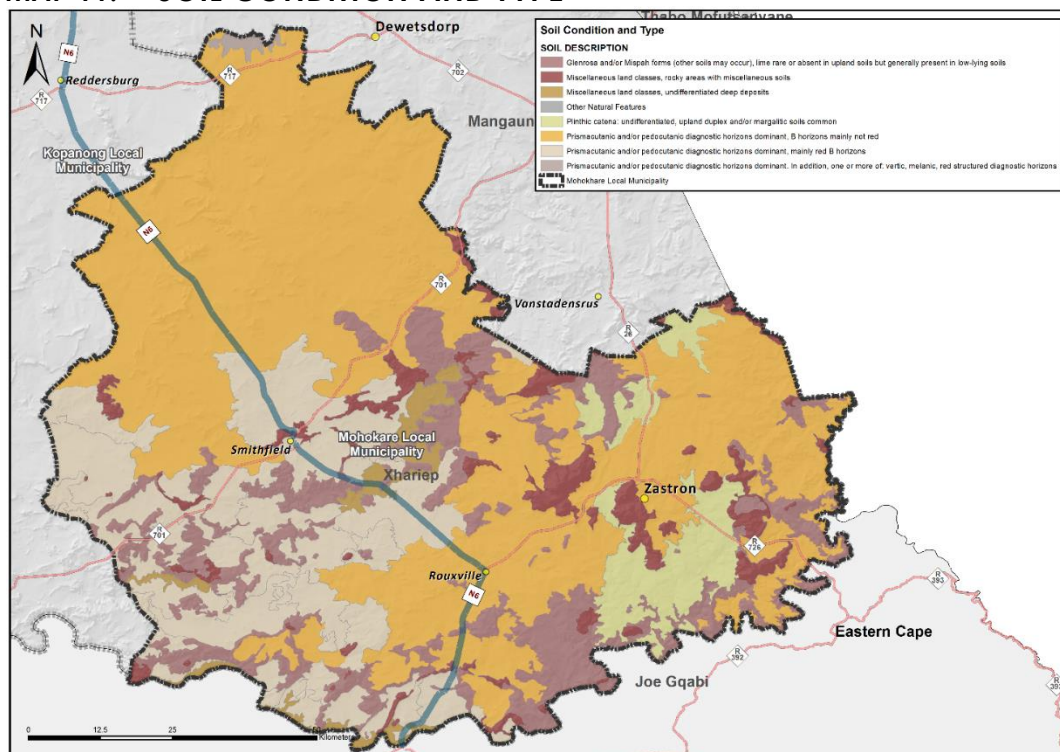 Thabo Mofutsanyane
Dewetsdorp
N
N6
Reddersburg
R
717
R
717
R
702
Mangaun
Kopanong Local
Municipality
N6
R
701
Vanstadensrus
R
26
Smithfield
Mohokare Local
Municipality
Xhariep
Zastron
R
701
R
726
Rouxville
N6
R
393
Eastern Cape
R
392
Joe Gqabi
0 12.5 25
Kilometer
Soil Condition and Type
SOIL DESCRIPTION
Glenrosa and/or Mispah forms (other soils may occur), lime rare or absent in upland soils but generally present in low-lying soils
Miscellaneous land classes, rocky areas with miscellaneous soils
Miscellaneous land classes, undifferentiated deep deposits
Other Natural Features
Plinthic catena: undifferentiated, upland duplex and/or margalitic soils common
Prismacutanic and/or pedocutanic diagnostic horizons dominant, B horizons mainly not red
Prismacutanic and/or pedocutanic diagnostic horizons dominant, mainly red B horizons
Prismacutanic and/or pedocutanic diagnostic horizons dominant. In addition, one or more of: vertic, melanic, red structured diagnostic horizons
Mohokhare Local Municipality